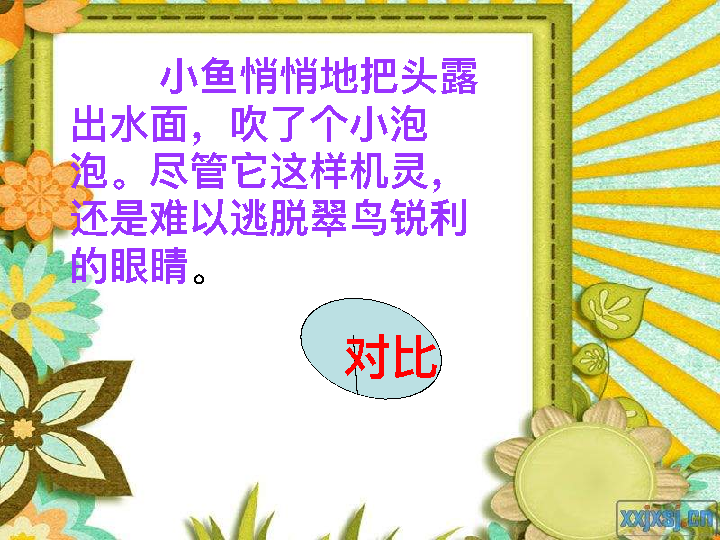 小鱼悄悄地把头露
出水面，吹了个小泡
泡。尽管它这样机灵，
还是难以逃脱翠鸟锐利
的眼睛。
对比
xxjxsj.cn